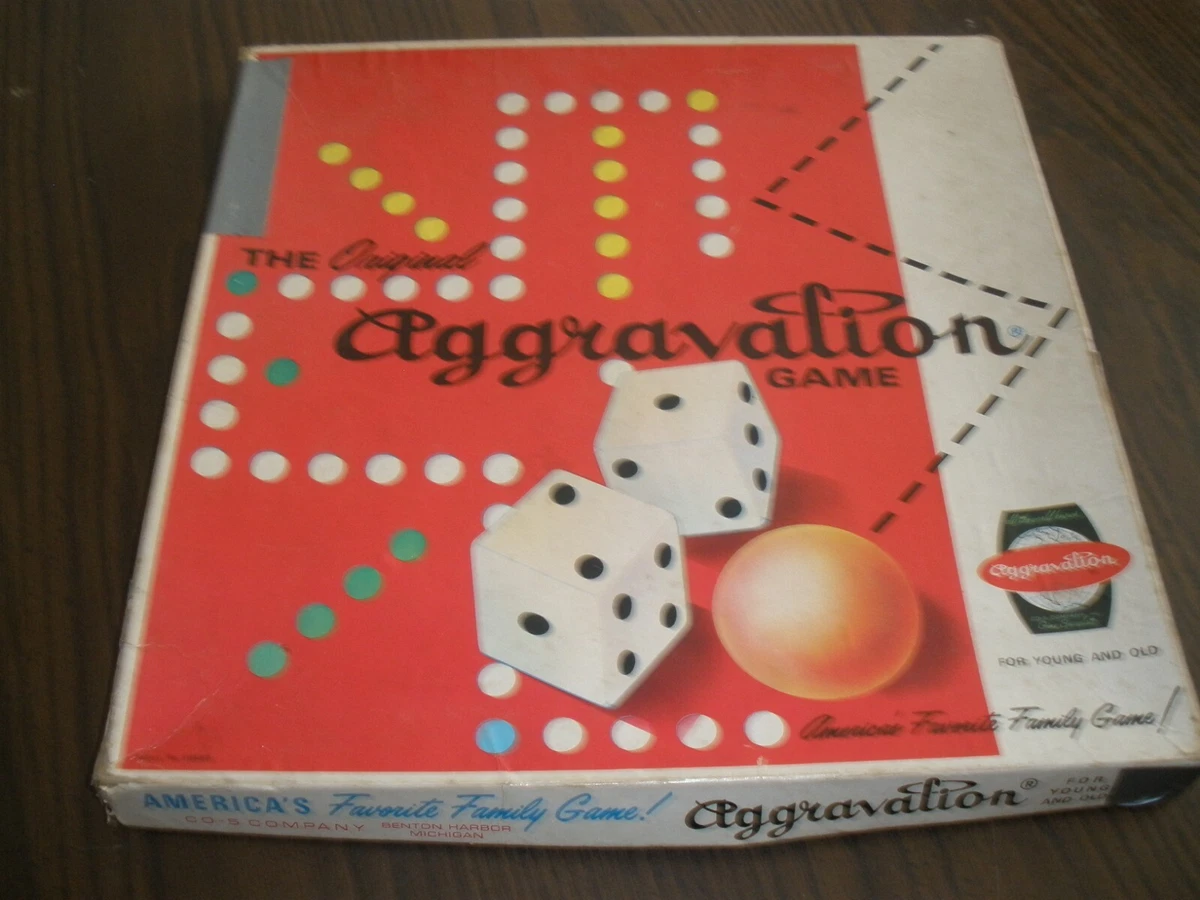 THE Original
Aggravation®
GAME
Aggravation
FOR YOUNG AND OLD
America's Favorite Family Game!
AMERICA'S Favorite Family Game!
CO-5 COMPANY BENTON HARBOR
MICHIGAN
Aggravation®
FOR
YOUNG
AND OLD